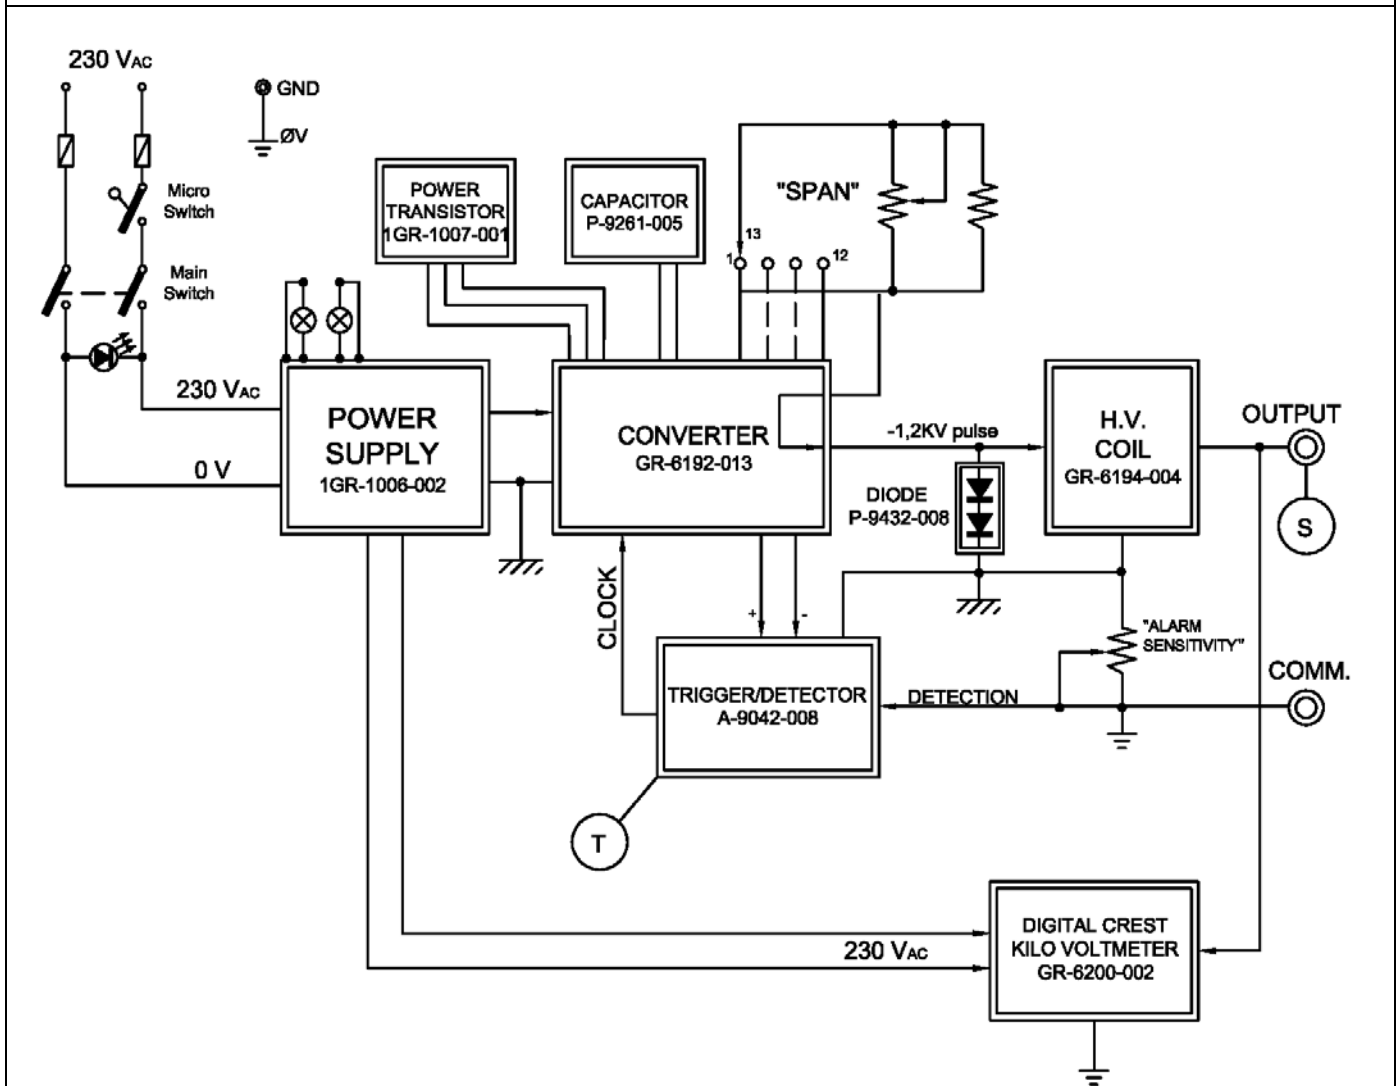 230 VAC
GND
ØV
Micro
Switch
Main
Switch
POWER
TRANSISTOR
1GR-1007-001
CAPACITOR
P-9261-005
"SPAN"
13
1
12
230 VAC
0 V
POWER
SUPPLY
1GR-1006-002
CONVERTER
GR-6192-013
-1,2KV pulse
DIODE
P-9432-008
H.V.
COIL
GR-6194-004
OUTPUT
S
CLOCK
+
-
"ALARM
SENSITIVITY"
COMM.
TRIGGER/DETECTOR
A-9042-008
DETECTION
T
230 VAC
DIGITAL CREST
KILO VOLTMETER
GR-6200-002